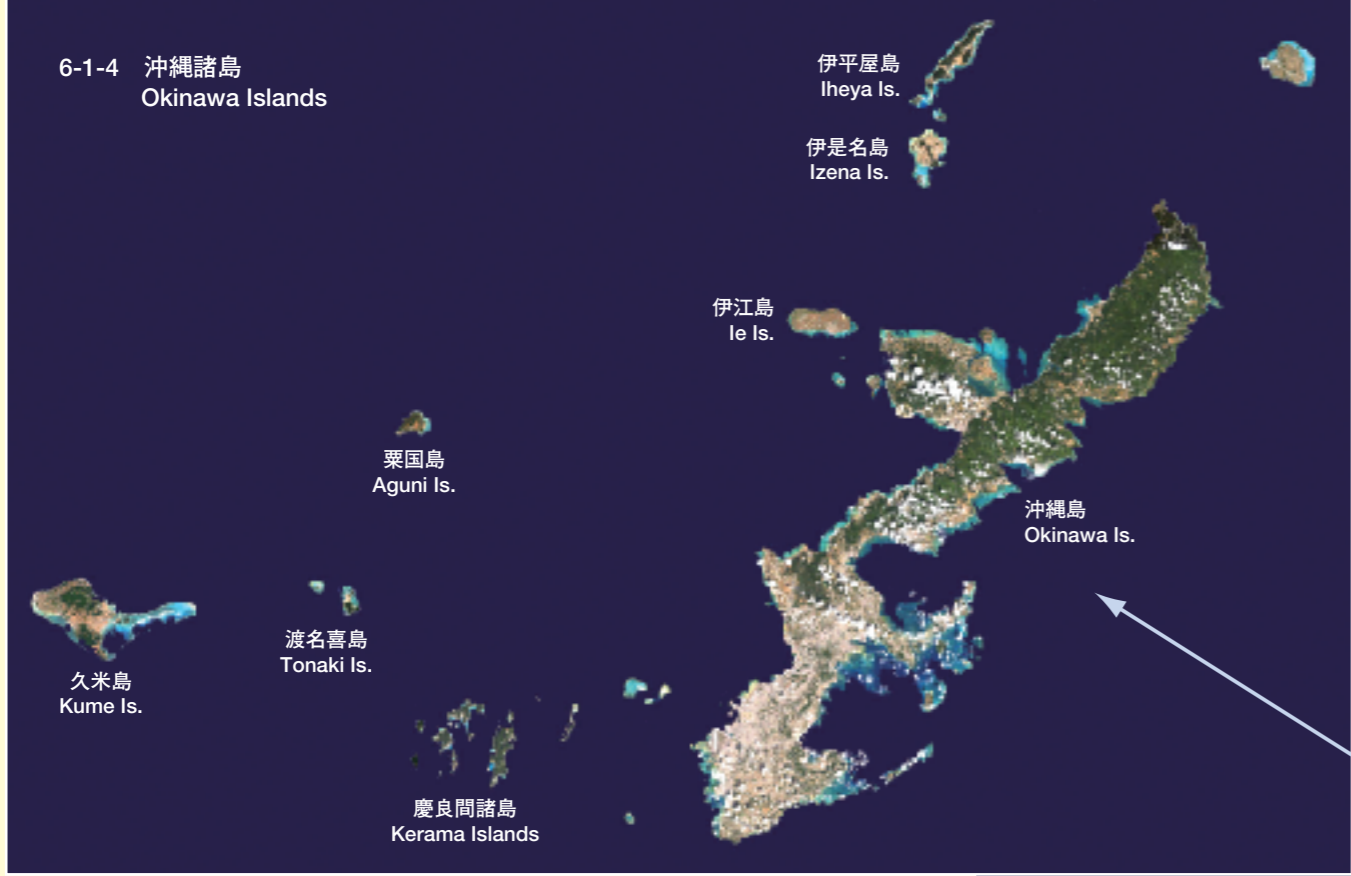 6-1-4 沖縄諸島
Okinawa Islands
伊平屋島
Iheya Is.
伊是名島
Izena Is.
伊江島
Ie Is.
粟国島
Aguni Is.
沖縄島
Okinawa Is.
渡名喜島
Tonaki Is.
久米島
Kume Is.
慶良間諸島
Kerama Islands